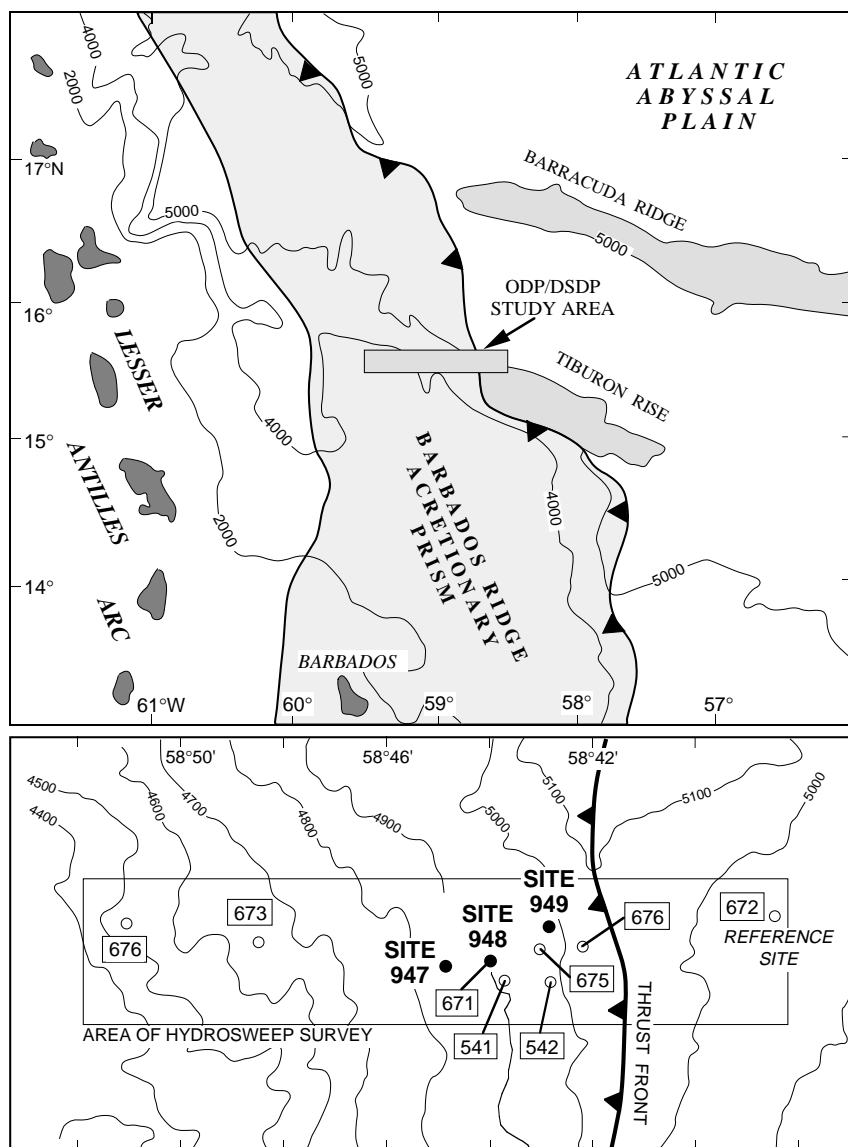 4000
2000
5000
ATLANTIC
ABYSSAL
PLAIN
17°N
BARRACUDA RIDGE
5000
5000
16°
ODP/DSDP
STUDY AREA
LESSER
TIBURON RISE
4000
15°
ANTILLES
BARBADOS RIDGE
ACRETIONARY
PRISM
4000
2000
14°
5000
ARC
BARBADOS
61°W
60°
59°
58°
57°
58°50'
58°46'
58°42'
4500
4400
4600
4700
4800
4900
5000
5100
5100
5000
SITE
949
673
SITE
948
676
672
676
SITE
947
REFERENCE
SITE
675
671
541
542
AREA OF HYDROSWEEP SURVEY
THRUST FRONT